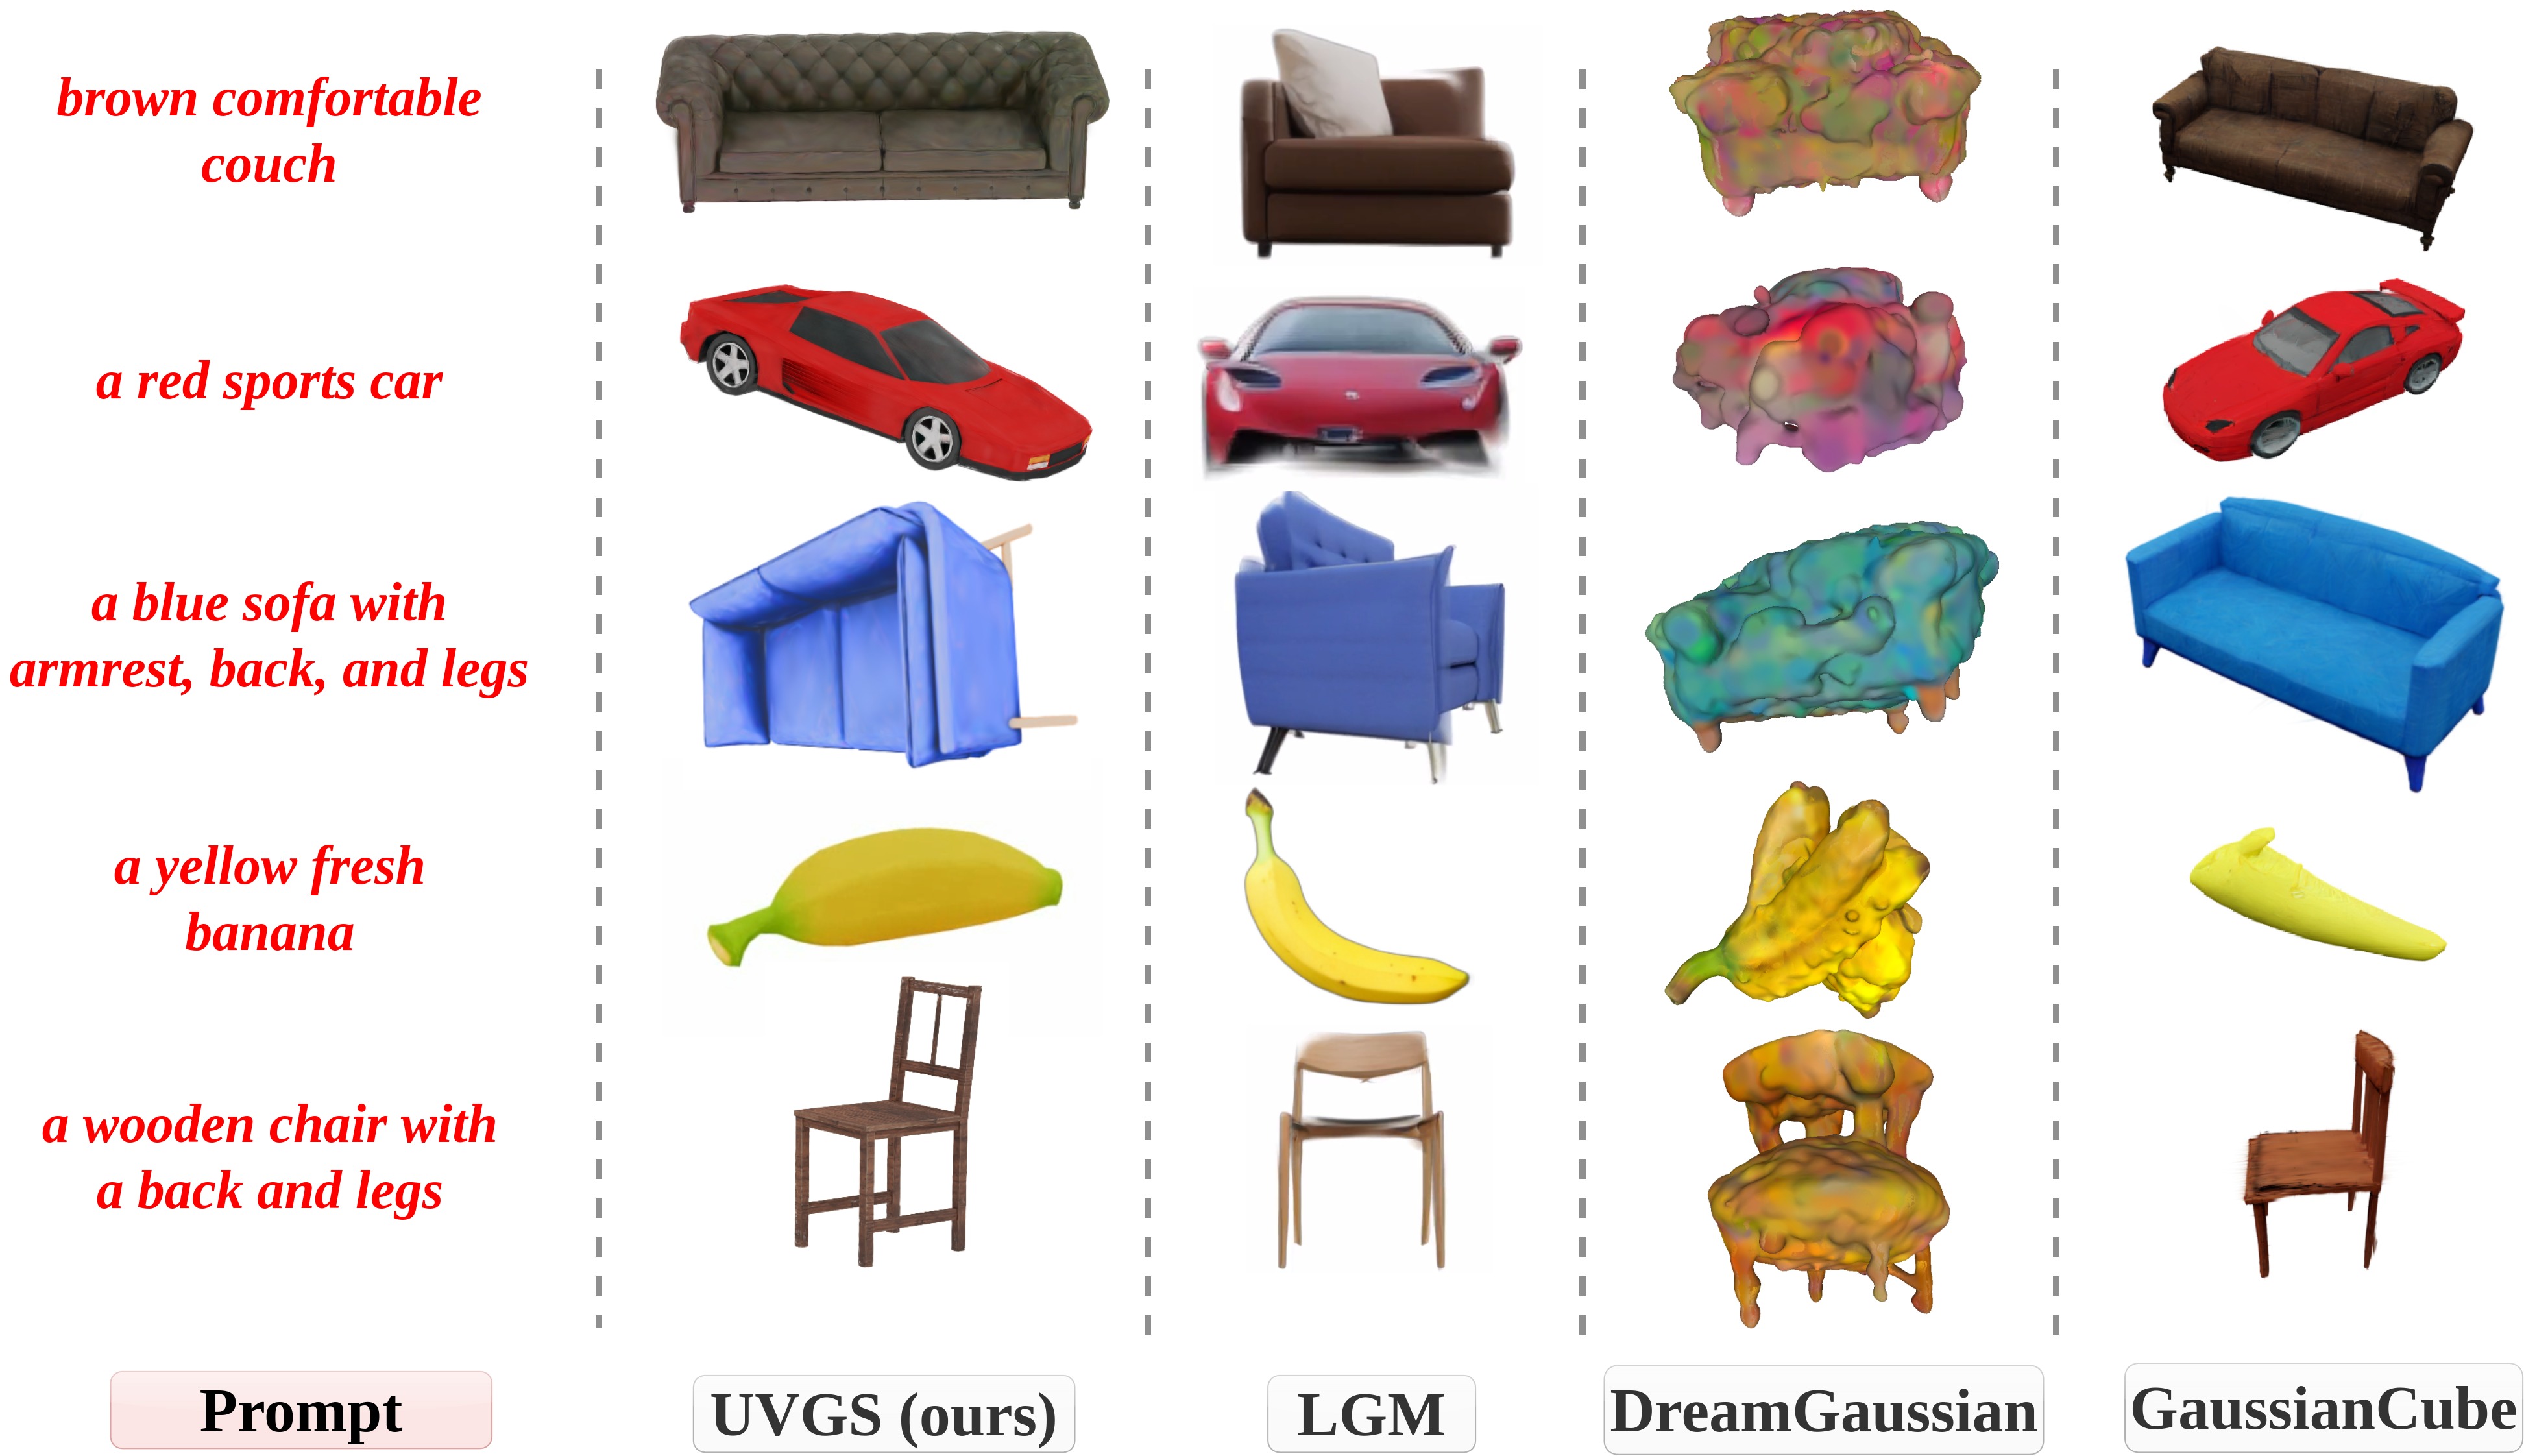 brown comfortable
couch
a red sports car
a blue sofa with
armrest, back, and legs
a yellow fresh
banana
a wooden chair with
a back and legs
Prompt
UVGS (ours)
LGM
DreamGaussian
GaussianCube